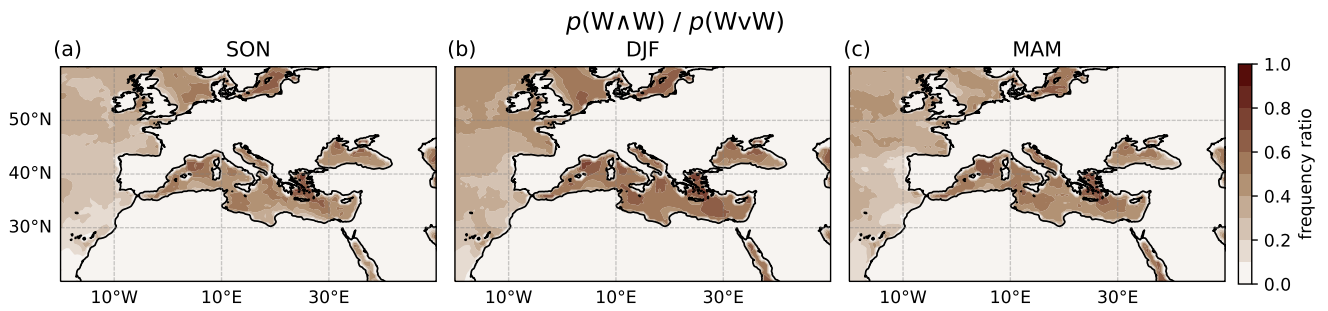 p(W∧W) / p(W∨W)
(a) SON (b) DJF (c) MAM
50°N
40°N
30°N
10°W 10°E 30°E 10°W 10°E 30°E 10°W 10°E 30°E
1.0
0.8
0.6
0.4
0.2
0.0
frequency ratio